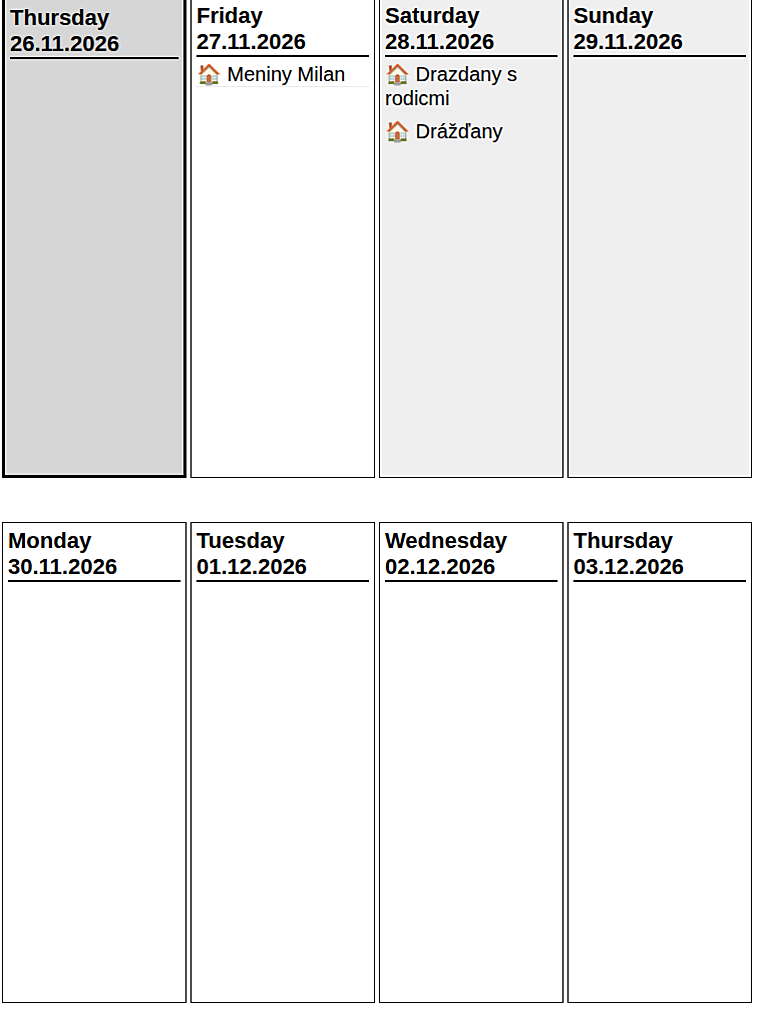 Thursday
26.11.2026
Friday
27.11.2026
🏠 Meniny Milan
Saturday
28.11.2026
🏠 Drazdany s
rodicmi
🏠 Drážďany
Sunday
29.11.2026
Monday
30.11.2026
Tuesday
01.12.2026
Wednesday
02.12.2026
Thursday
03.12.2026